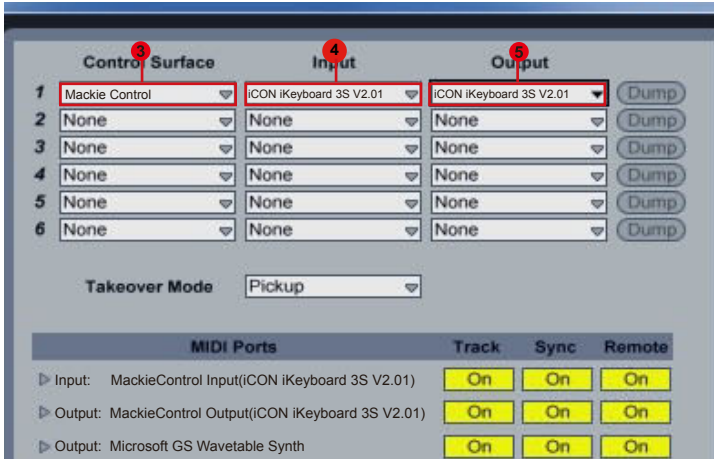 3 4 5
Control Surface Input Output
1 Mackie Control iCON iKeyboard 3S V2.01 iCON iKeyboard 3S V2.01 Dump
2 None None None Dump
3 None None None Dump
4 None None None Dump
5 None None None Dump
6 None None None Dump
Takeover Mode Pickup
MIDI Ports Track Sync Remote
Input: MackieControl Input(iCON iKeyboard 3S V2.01) On On On
Output: MackieControl Output(iCON iKeyboard 3S V2.01) On On On
Output: Microsoft GS Wavetable Synth On On On